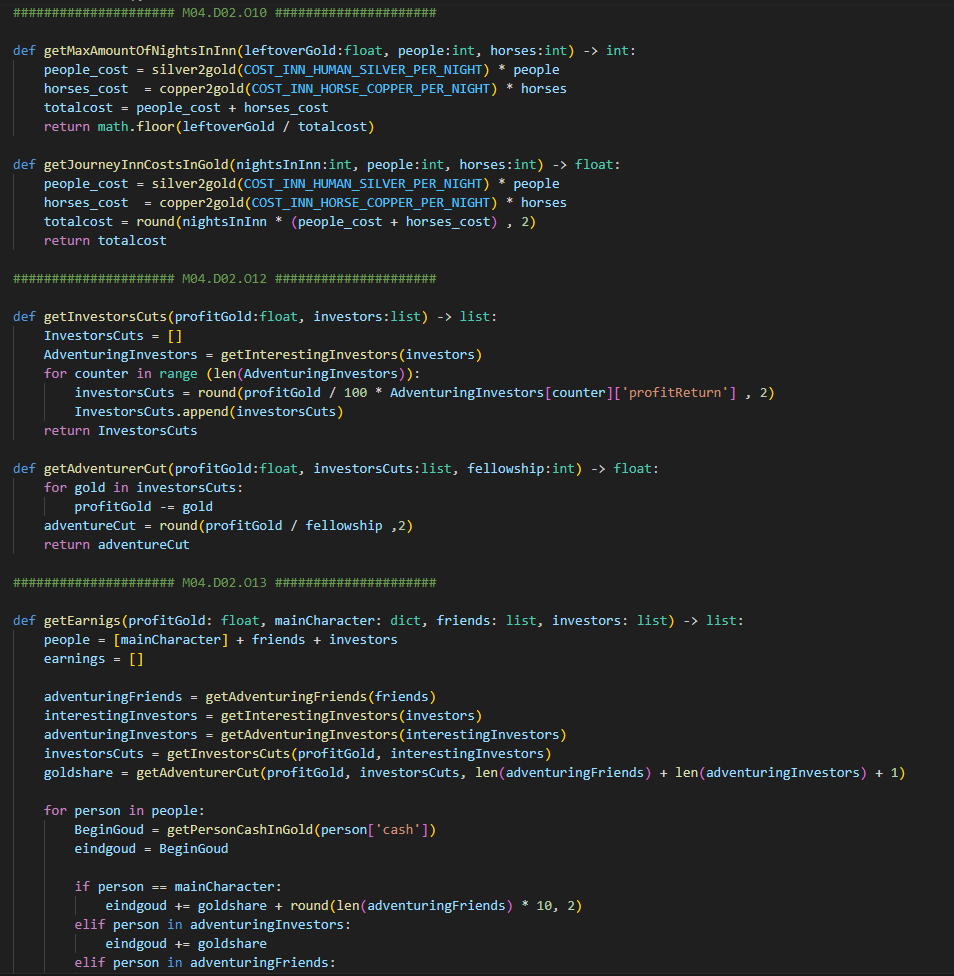 ##################### M04.D02.O10 #####################
def getMaxAmountOfNightsInInn(leftoverGold:float, people:int, horses:int) -> int:
    people_cost = silver2gold(COST_INN_HUMAN_SILVER_PER_NIGHT) * people
    horses_cost  = copper2gold(COST_INN_HORSE_COPPER_PER_NIGHT) * horses
    totalcost = people_cost + horses_cost
    return math.floor(leftoverGold / totalcost)
def getJourneyInnCostsInGold(nightsInInn:int, people:int, horses:int) -> float:
    people_cost = silver2gold(COST_INN_HUMAN_SILVER_PER_NIGHT) * people
    horses_cost  = copper2gold(COST_INN_HORSE_COPPER_PER_NIGHT) * horses
    totalcost = round(nightsInInn * (people_cost + horses_cost) , 2)
    return totalcost
##################### M04.D02.O12 #####################
def getInvestorsCuts(profitGold:float, investors:list) -> list:
    InvestorsCuts = []
    AdventuringInvestors = getInterestingInvestors(investors)
    for counter in range (len(AdventuringInvestors)):
        investorsCuts = round(profitGold / 100 * AdventuringInvestors[counter]['profitReturn'] , 2)
        InvestorsCuts.append(investorsCuts)
    return InvestorsCuts
def getAdventurerCut(profitGold:float, investorsCuts:list, fellowship:int) -> float:
    for gold in investorsCuts:
        profitGold -= gold
    adventureCut = round(profitGold / fellowship ,2)
    return adventureCut
##################### M04.D02.O13 #####################
def getEarnigs(profitGold: float, mainCharacter: dict, friends: list, investors: list) -> list:
    people = [mainCharacter] + friends + investors
    earnings = []
    adventuringFriends = getAdventuringFriends(friends)
    interestingInvestors = getInterestingInvestors(investors)
    adventuringInvestors = getAdventuringInvestors(interestingInvestors)
    investorsCuts = getInvestorsCuts(profitGold, interestingInvestors)
    goldshare = getAdventurerCut(profitGold, investorsCuts, len(adventuringFriends) + len(adventuringInvestors) + 1)
    for person in people:
        BeginGoud = getPersonCashInGold(person['cash'])
        eindgoud = BeginGoud
        if person == mainCharacter:
            eindgoud += goldshare + round(len(adventuringFriends) * 10, 2)
        elif person in adventuringInvestors:
            eindgoud += goldshare
        elif person in adventuringFriends: